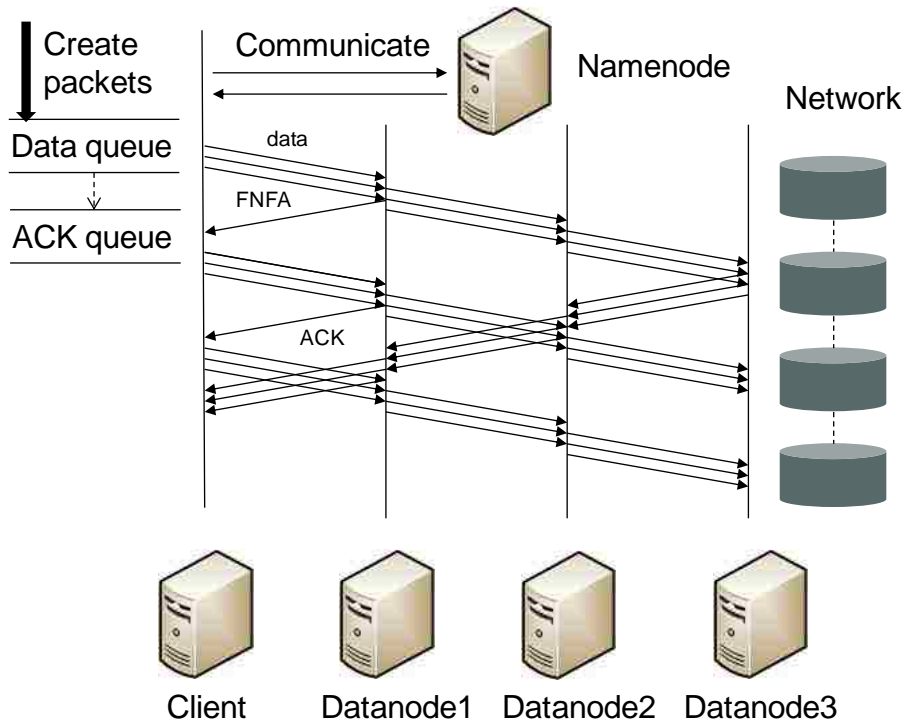 Create
packets
Communicate
Namenode
Network
Data queue
data
FNFA
ACK queue
ACK
Client
Datanode1
Datanode2
Datanode3